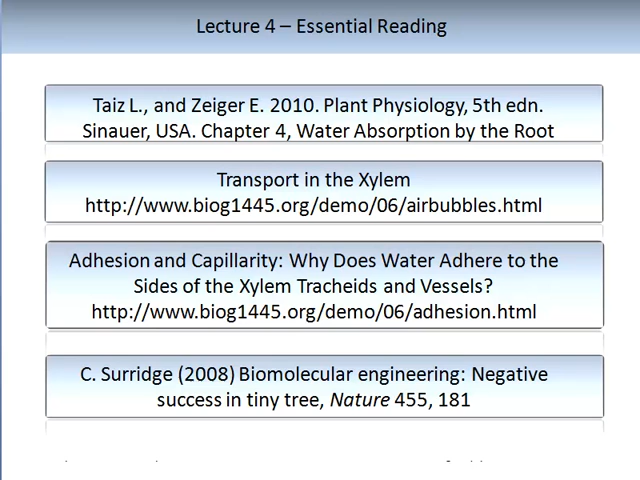 Lecture 4 – Essential Reading
Taiz L., and Zeiger E. 2010. Plant Physiology, 5th edn.
Sinauer, USA. Chapter 4, Water Absorption by the Root
Transport in the Xylem
http://www.biog1445.org/demo/06/airbubbles.html
Adhesion and Capillarity: Why Does Water Adhere to the
Sides of the Xylem Tracheids and Vessels?
http://www.biog1445.org/demo/06/adhesion.html
C. Surridge (2008) Biomolecular engineering: Negative
success in tiny tree, Nature 455, 181